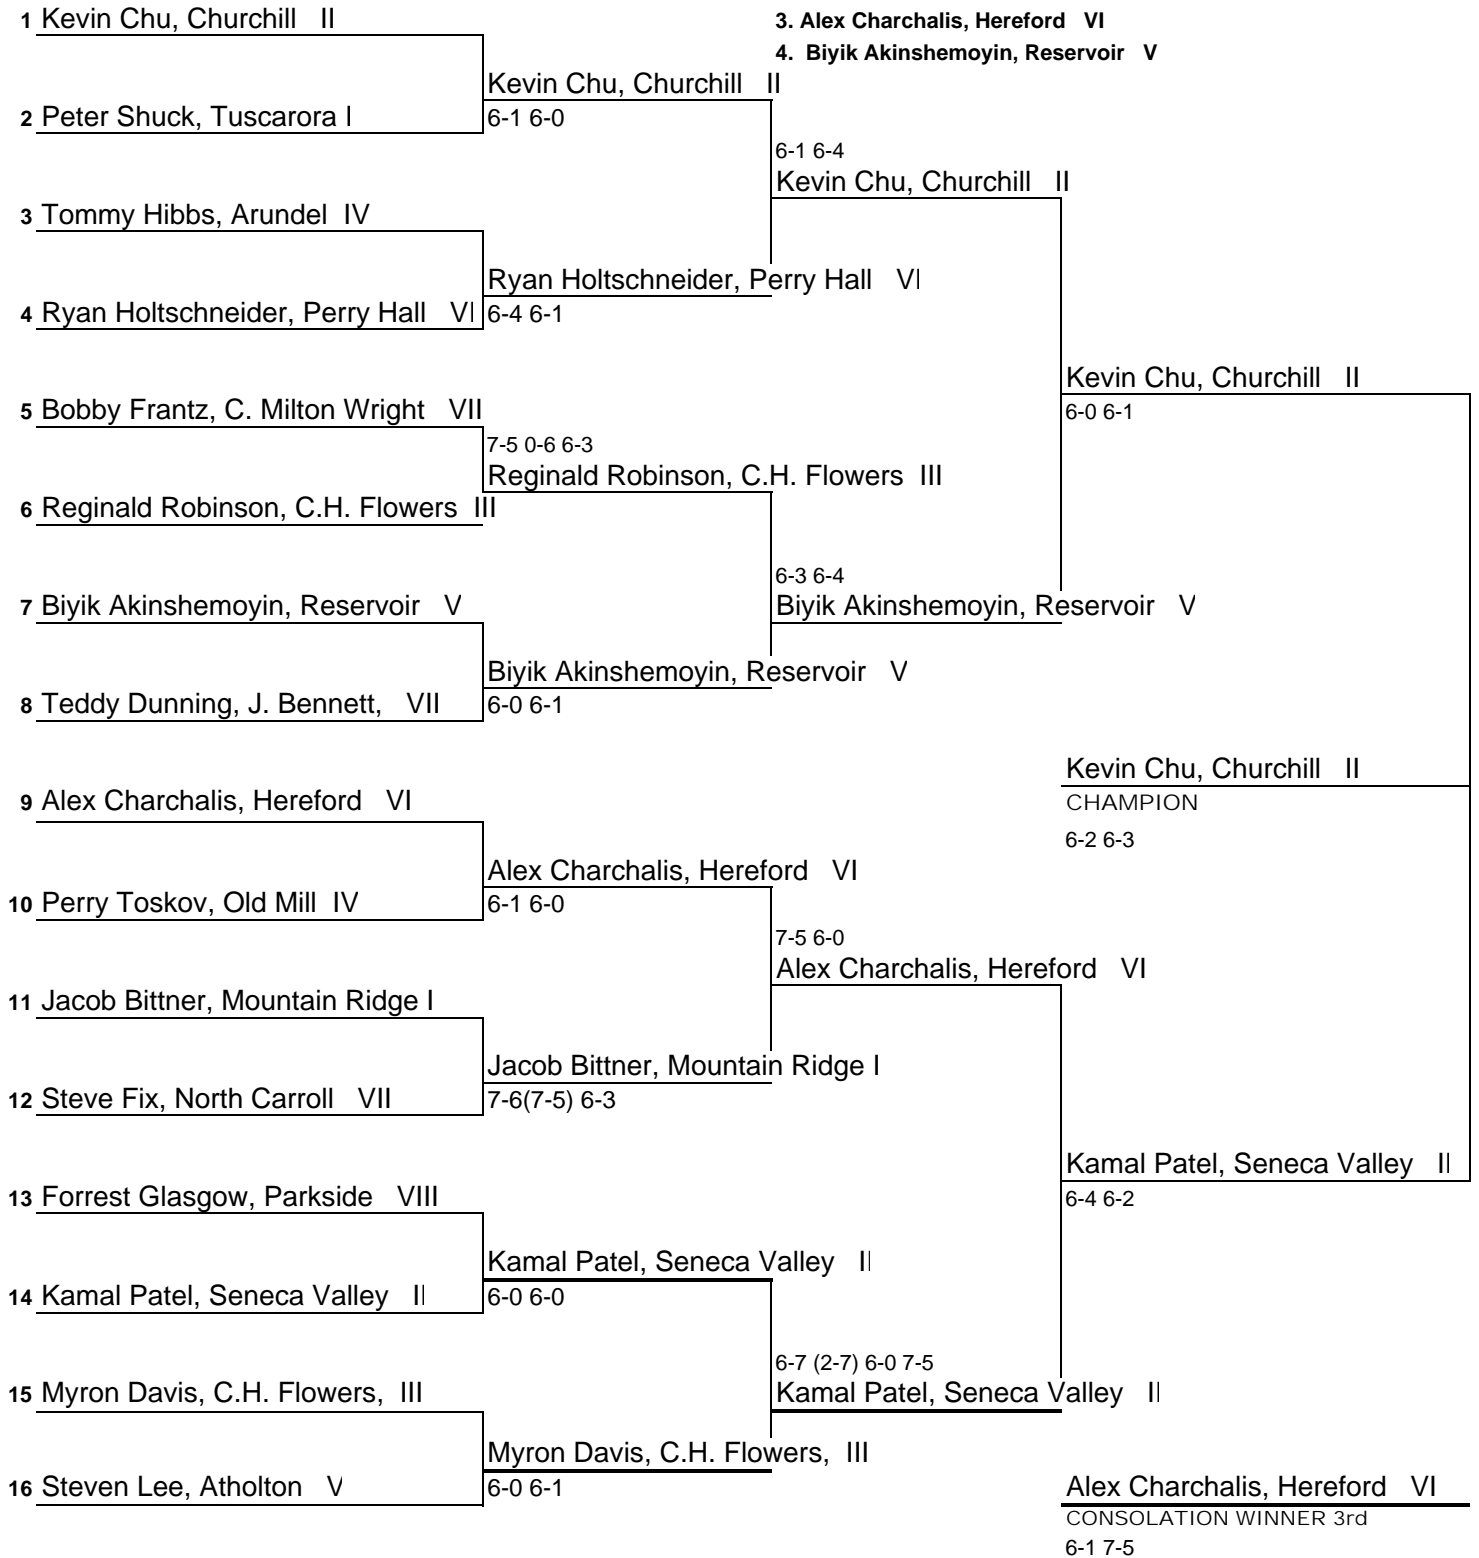 1 Kevin Chu, Churchill II
3. Alex Charchalis, Hereford VI
4. Biyik Akinshemoyin, Reservoir V
Kevin Chu, Churchill II
2 Peter Shuck, Tuscarora I
6-1 6-0
6-1 6-4
Kevin Chu, Churchill II
3 Tommy Hibbs, Arundel IV
Ryan Holtschneider, Perry Hall VI
4 Ryan Holtschneider, Perry Hall VI
6-4 6-1
Kevin Chu, Churchill II
5 Bobby Frantz, C. Milton Wright VII
6-0 6-1
7-5 0-6 6-3
Reginald Robinson, C.H. Flowers III
6 Reginald Robinson, C.H. Flowers III
6-3 6-4
7 Biyik Akinshemoyin, Reservoir V
Biyik Akinshemoyin, Reservoir V
Biyik Akinshemoyin, Reservoir V
8 Teddy Dunning, J. Bennett, VII
6-0 6-1
Kevin Chu, Churchill II
9 Alex Charchalis, Hereford VI
CHAMPION
6-2 6-3
Alex Charchalis, Hereford VI
10 Perry Toskov, Old Mill IV
6-1 6-0
7-5 6-0
Alex Charchalis, Hereford VI
11 Jacob Bittner, Mountain Ridge I
Jacob Bittner, Mountain Ridge I
12 Steve Fix, North Carroll VII
7-6(7-5) 6-3
Kamal Patel, Seneca Valley II
13 Forrest Glasgow, Parkside VIII
6-4 6-2
Kamal Patel, Seneca Valley II
14 Kamal Patel, Seneca Valley II
6-0 6-0
6-7 (2-7) 6-0 7-5
15 Myron Davis, C.H. Flowers, III
Kamal Patel, Seneca Valley II
Myron Davis, C.H. Flowers, III
16 Steven Lee, Atholton V
6-0 6-1
Alex Charchalis, Hereford VI
CONSOLATION WINNER 3rd
6-1 7-5